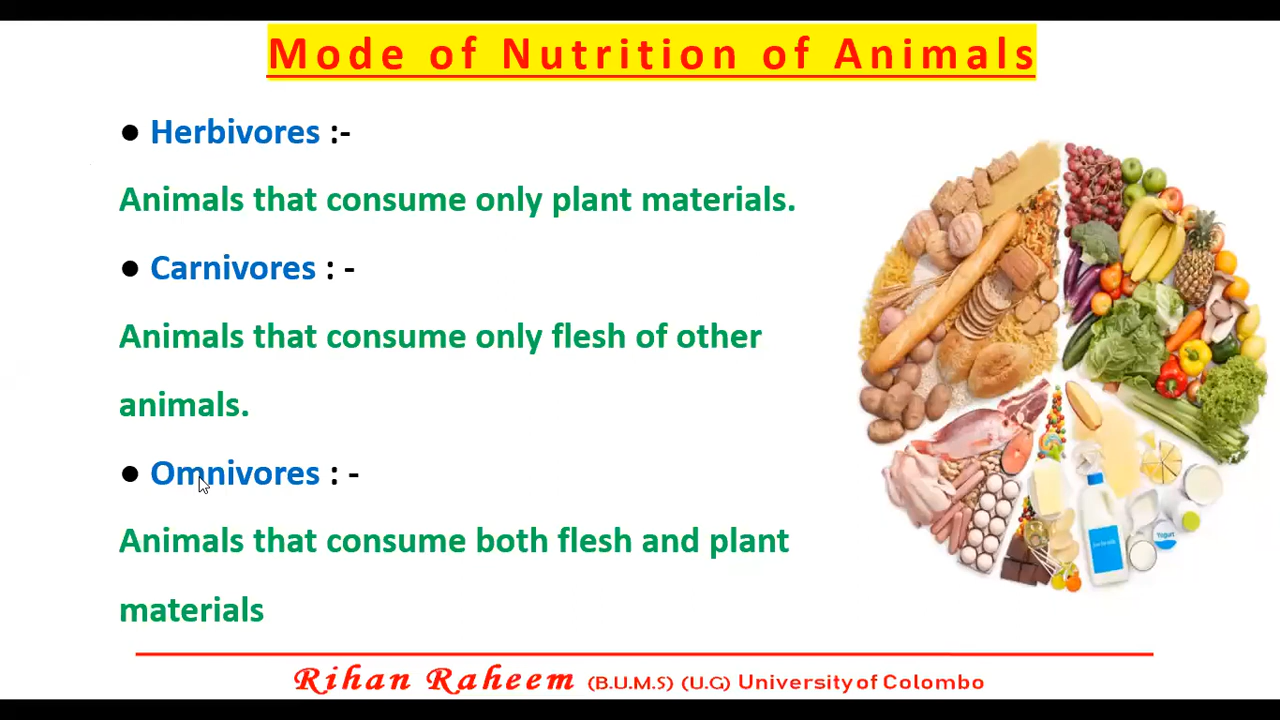 Mode of Nutrition of Animals
● Herbivores :-
Animals that consume only plant materials.
● Carnivores : -
Animals that consume only flesh of other
animals.
● Omnivores : -
Animals that consume both flesh and plant
materials
Yogurt
Rihan Raheem (B.U.M.S) (U.G) University of Colombo